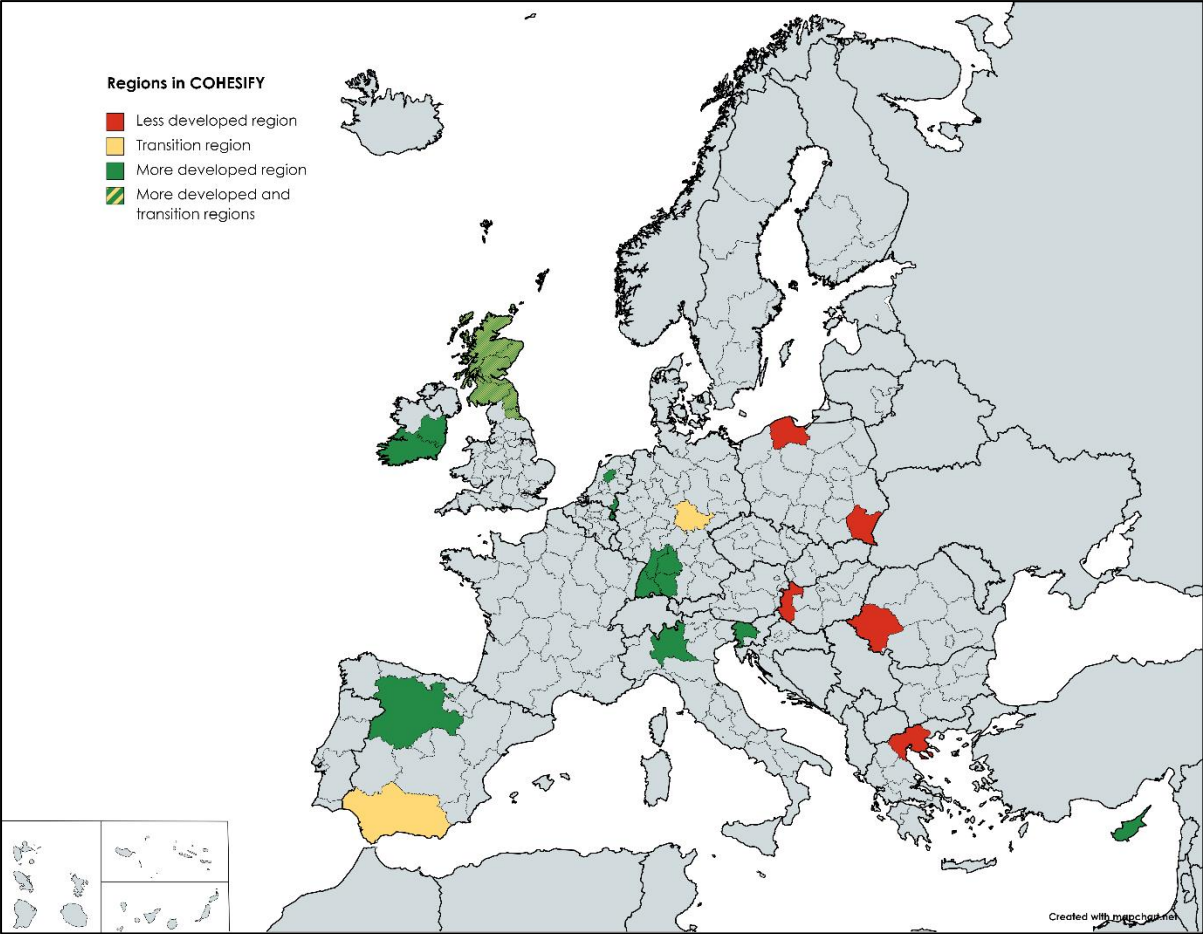 Regions in COHESIFY
Less developed region
Transition region
More developed region
More developed and
transition regions
Created with mapchart.net